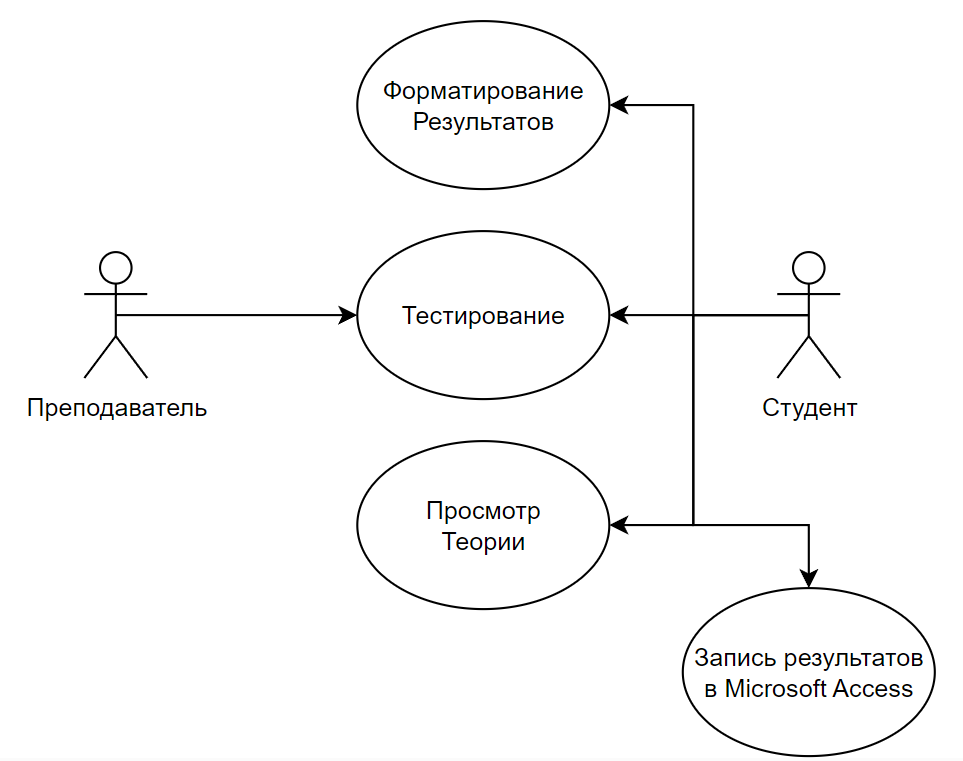 Форматирование
Результатов
Тестирование
Преподаватель
Студент
Просмотр
Теории
Запись результатов
в Microsoft Access